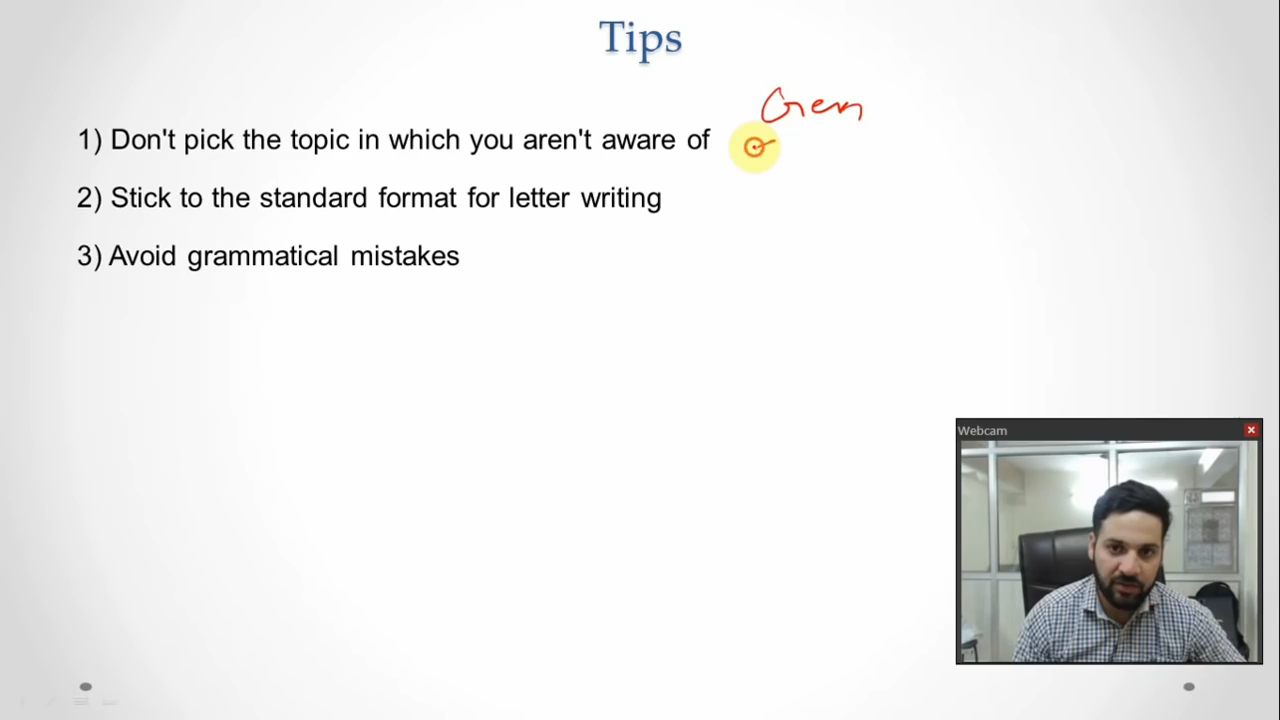 Tips
1) Don't pick the topic in which you aren't aware of
2) Stick to the standard format for letter writing
3) Avoid grammatical mistakes
Webcam